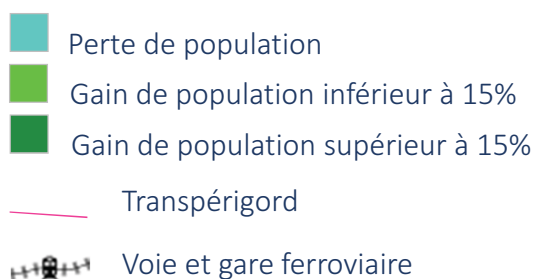 Perte de population
Gain de population inférieur à 15%
Gain de population supérieur à 15%
Transpérigord
Voie et gare ferroviaire